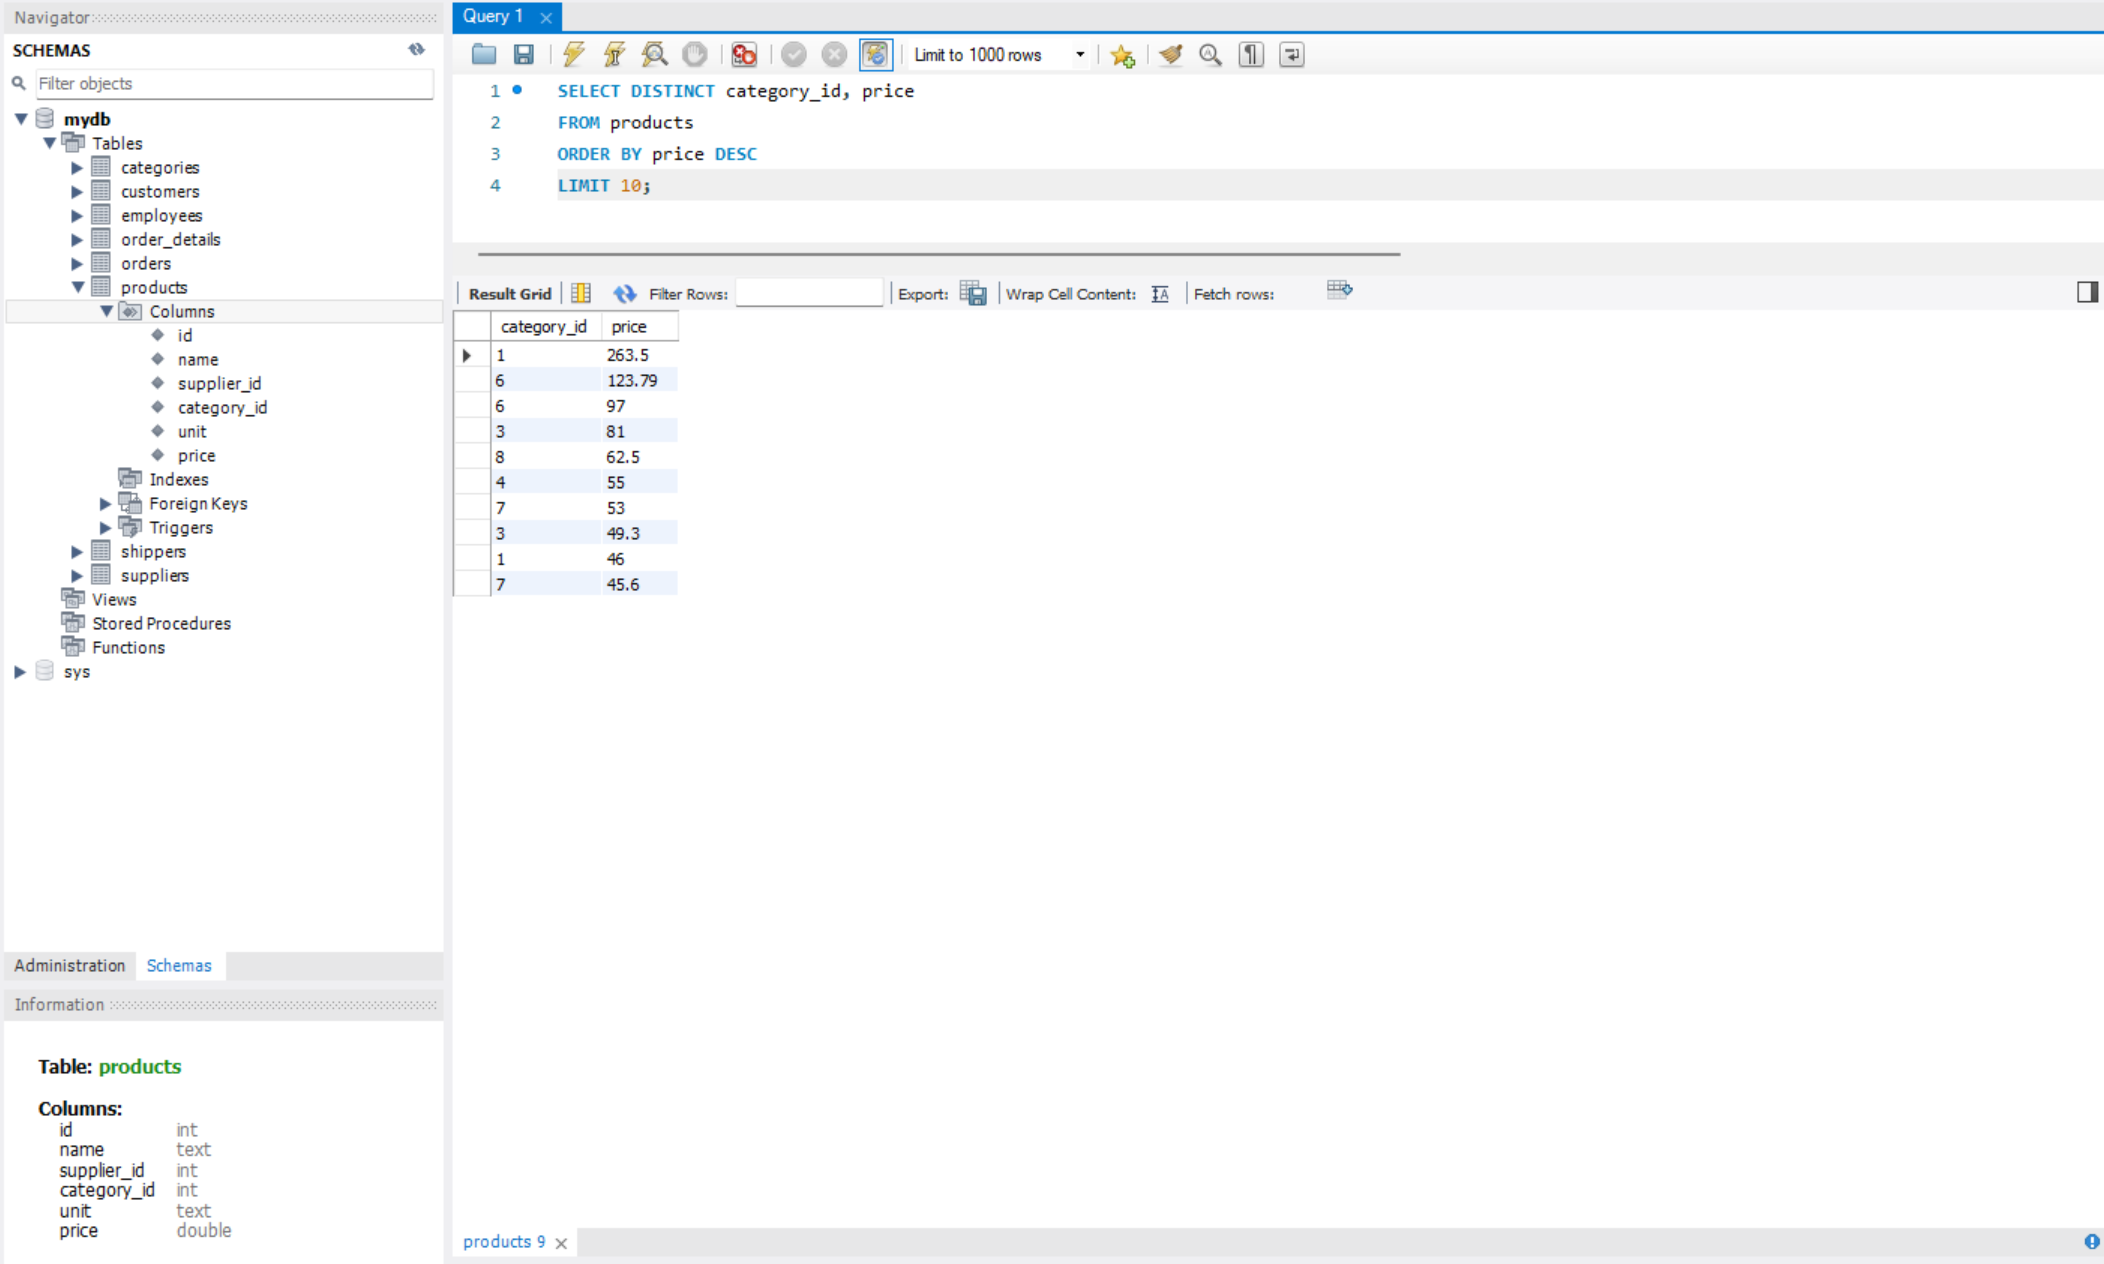 Navigator
SCHEMAS
Filter objects
mydb
Tables
categories
customers
employees
order_details
orders
products
Columns
id
name
supplier_id
category_id
unit
price
Indexes
Foreign Keys
Triggers
shippers
suppliers
Views
Stored Procedures
Functions
sys
Administration Schemas
Information
Table: products
Columns:
id int
name text
supplier_id int
category_id int
unit text
price double
Query 1
Limit to 1000 rows
1 SELECT DISTINCT category_id, price
2 FROM products
3 ORDER BY price DESC
4 LIMIT 10;
Result Grid Filter Rows: Export: Wrap Cell Content: Fetch rows:
category_id price
1 263.5
6 123.79
6 97
3 81
8 62.5
4 55
7 53
3 49.3
1 46
7 45.6
products 9